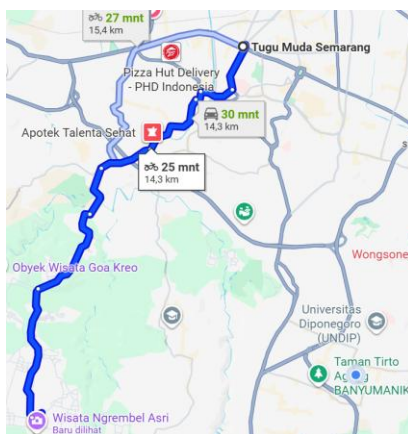 27 mnt
15,4 km
Tugu Muda Semarang
Pizza Hut Delivery
- PHD Indonesia
30 mnt
14,3 km
Apotek Talenta Sehat
25 mnt
14,3 km
Wongsone
Obyek Wisata Goa Kreo
Universitas
Diponegoro
(UNDIP)
Taman Tirto
Agung
BANYUMANIK
Wisata Ngrembel Asri
Baru dilihat